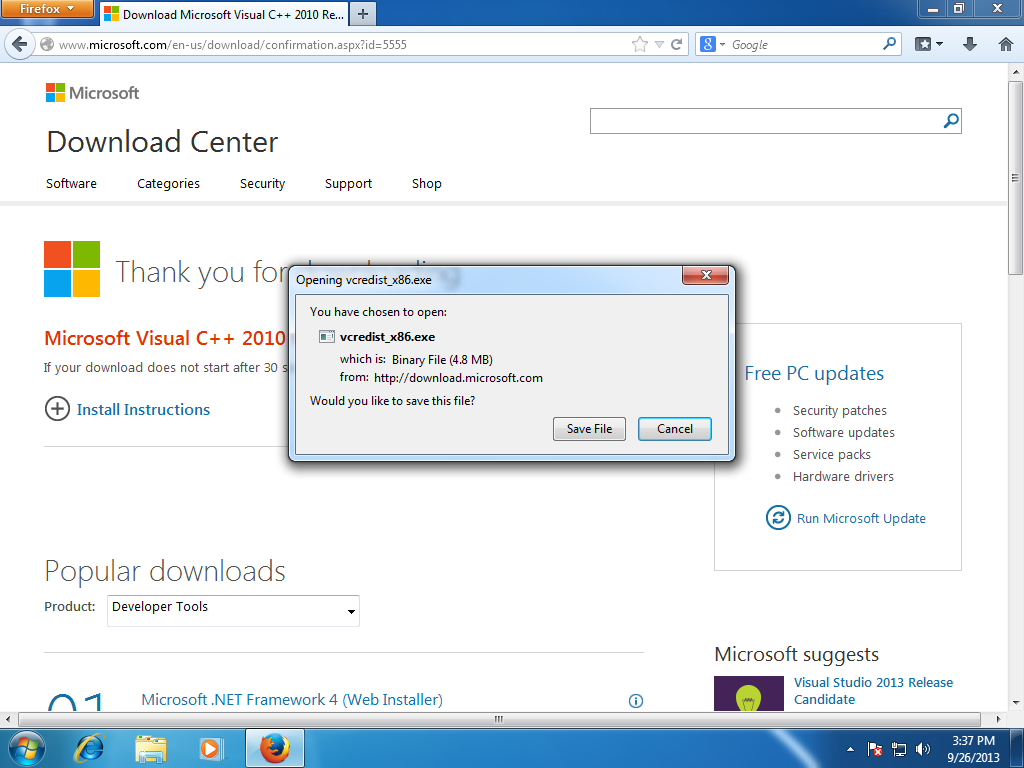 Firefox
Download Microsoft Visual C++ 2010 Re...
www.microsoft.com/en-us/download/confirmation.aspx?id=5555
Google
Microsoft
Download Center
Software
Categories
Security
Support
Shop
Thank you for
Microsoft Visual C++ 2010
If your download does not start after 30 s
Install Instructions
Opening vcredist_x86.exe
You have chosen to open:
vcredist_x86.exe
which is: Binary File (4.8 MB)
from: http://download.microsoft.com
Would you like to save this file?
Save File
Cancel
Free PC updates
Security patches
Software updates
Service packs
Hardware drivers
Run Microsoft Update
Popular downloads
Product:
Developer Tools
01
Microsoft .NET Framework 4 (Web Installer)
Microsoft suggests
Visual Studio 2013 Release
Candidate
3:37 PM
9/26/2013